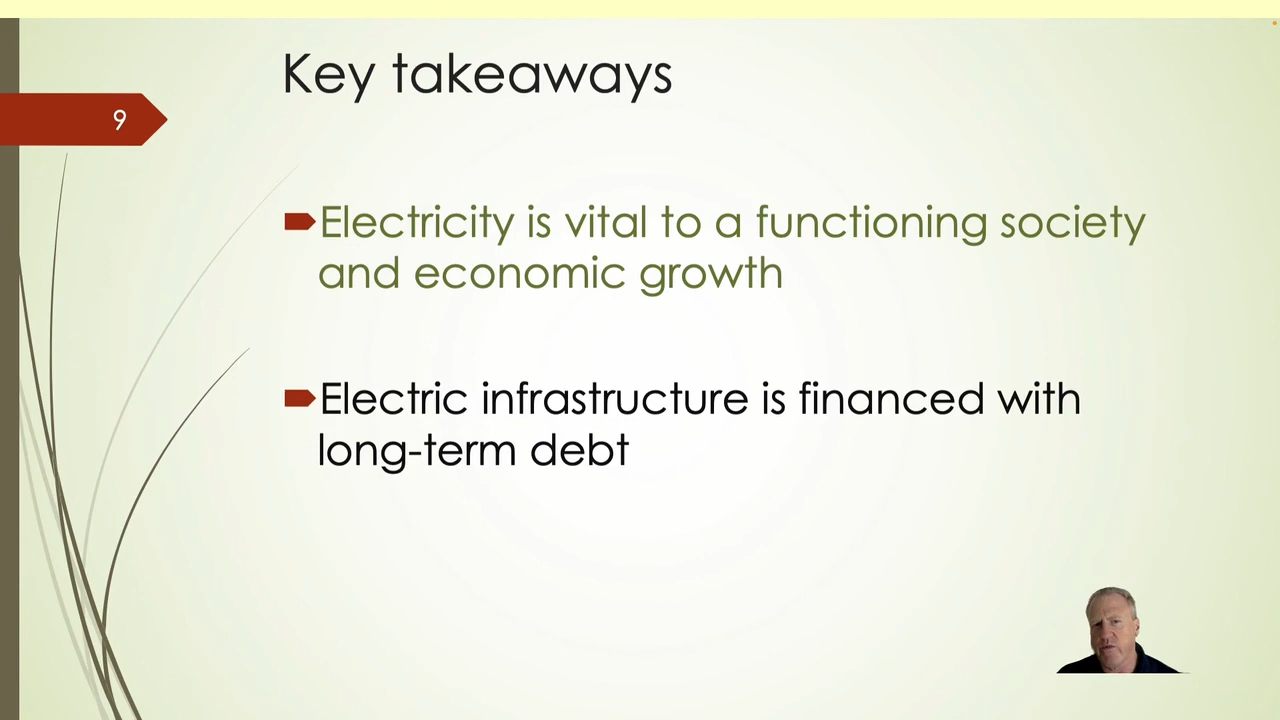 Key takeaways
9
Electricity is vital to a functioning society
and economic growth
Electric infrastructure is financed with
long-term debt